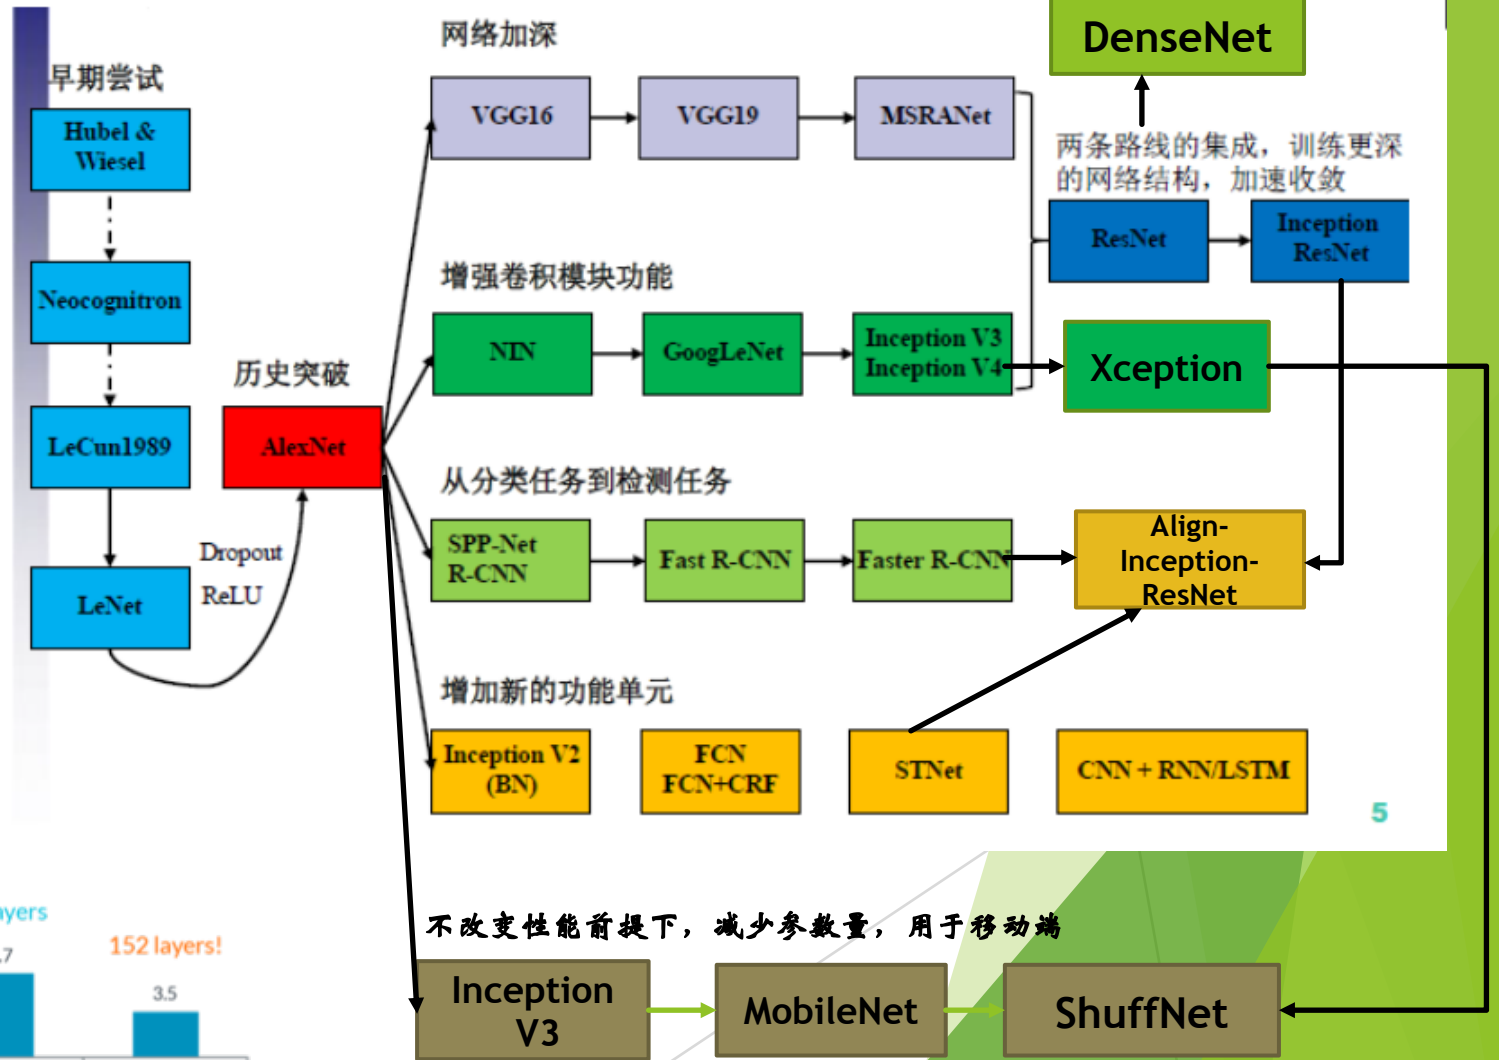 网络加深
DenseNet
早期尝试
VGG16
VGG19
MSRANet
Hubel &
Wiesel
两条路线的集成，训练更深
的网络结构，加速收敛
ResNet
Inception
ResNet
增强卷积模块功能
Neocognitron
NIN
GoogLeNet
Inception V3
Inception V4
Xception
历史突破
LeCun1989
AlexNet
从分类任务到检测任务
SPP-Net
R-CNN
Fast R-CNN
Faster R-CNN
Align-
Inception-
ResNet
Dropout
ReLU
LeNet
增加新的功能单元
Inception V2
(BN)
FCN
FCN+CRF
STNet
CNN + RNN/LSTM
5
不改变性能前提下，减少参数量，用于移动端
152 layers!
3.5
Inception
V3
MobileNet
ShuffNet